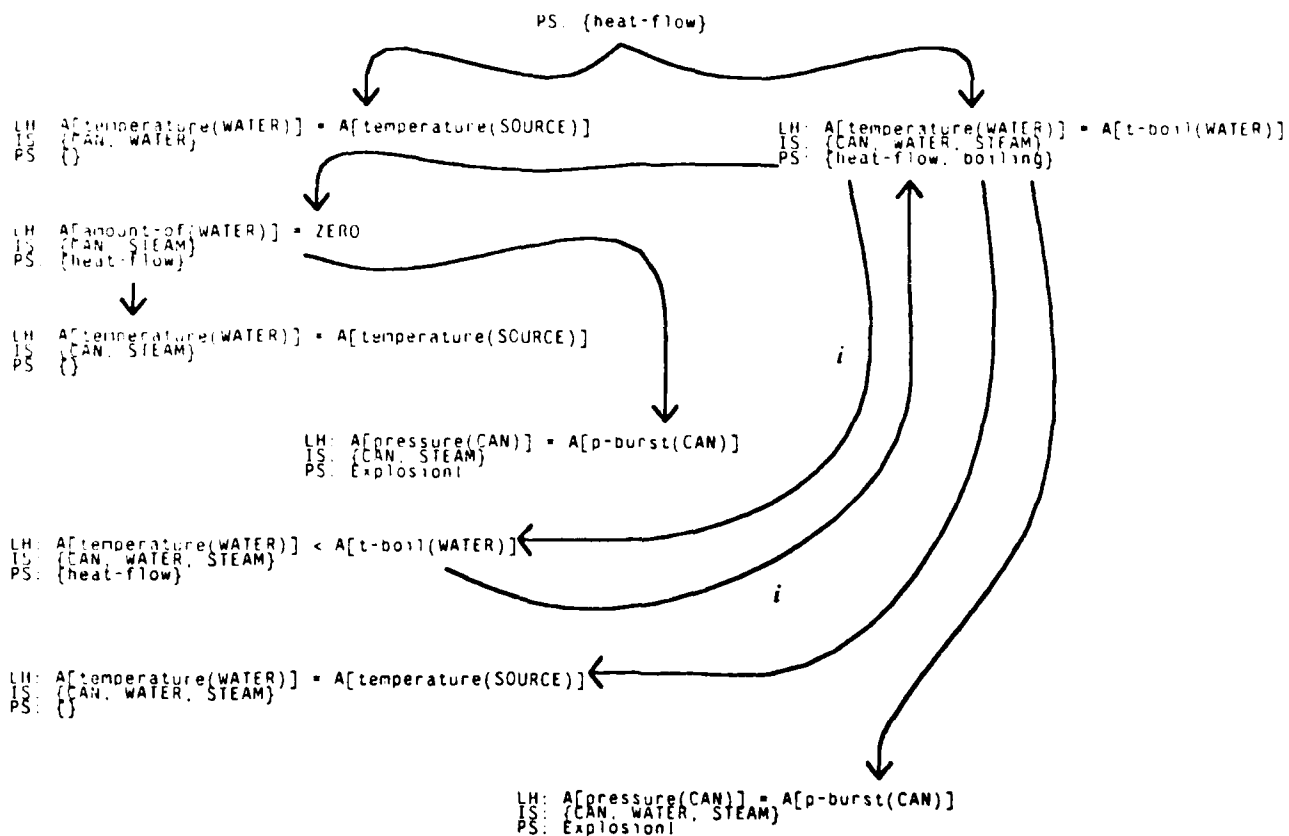 PS: {heat-flow}
LH: A[temperature(WATER)] = A[temperature(SOURCE)]
IS: {CAN, WATER}
PS: {}
LH: A[temperature(WATER)] = A[t-boil(WATER)]
IS: {CAN, WATER, STEAM}
PS: {heat-flow, boiling}
LH: A[amount-of(WATER)] = ZERO
IS: {CAN, STEAM}
PS: {heat-flow}
LH: A[temperature(WATER)] = A[temperature(SOURCE)]
IS: {CAN, STEAM}
PS: {}
i
LH: A[pressure(CAN)] = A[p-burst(CAN)]
IS: {CAN, STEAM}
PS: Explosion!
LH: A[temperature(WATER)] < A[t-boil(WATER)]
IS: {CAN, WATER, STEAM}
PS: {heat-flow}
i
LH: A[temperature(WATER)] = A[temperature(SOURCE)]
IS: {CAN, WATER, STEAM}
PS: {}
LH: A[pressure(CAN)] = A[p-burst(CAN)]
IS: {CAN, WATER, STEAM}
PS: Explosion!